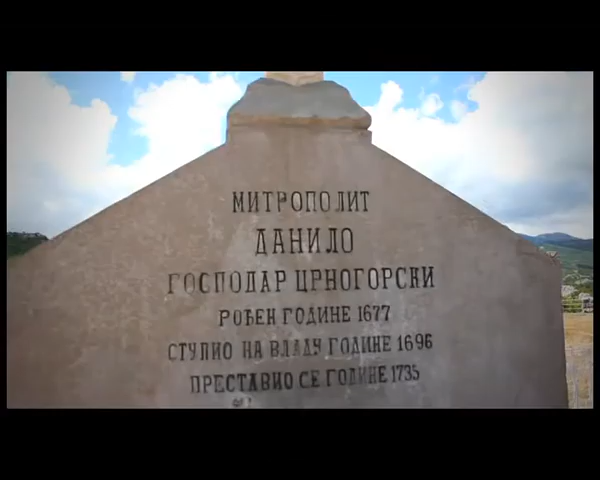 МИТРОПОЛИТ
ДАНИЛО
ГОСПОДАР ЦРНОГОРСКИ
РОЂЕН ГОДИНЕ 1677
СТУПИО НА ВЛАДУ ГОДИНЕ 1696
ПРЕСТАВИО СЕ ГОДИНЕ 1735